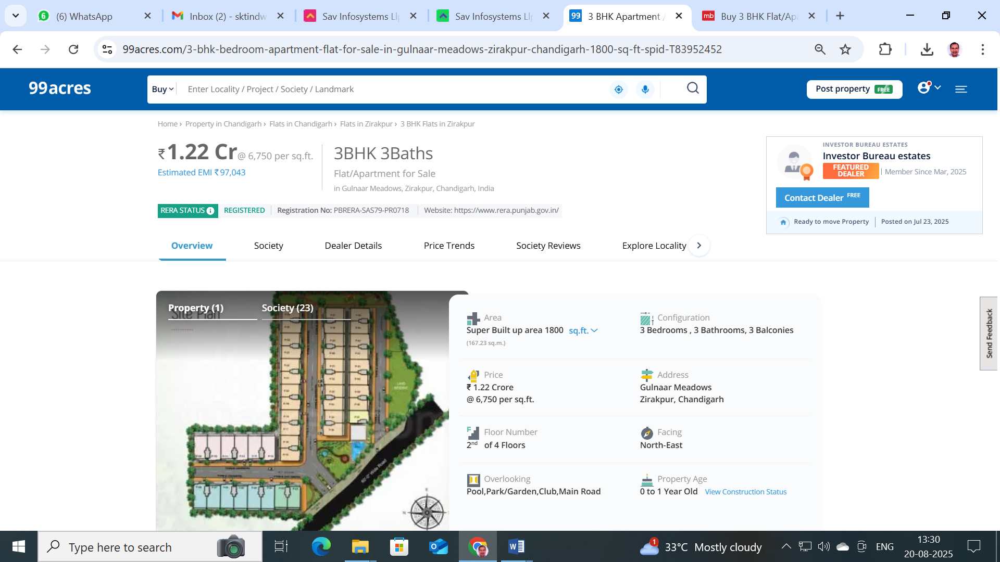 (6) WhatsApp
Inbox (2) - sktindw
Sav Infosystems Ll
Sav Infosystems Ll
99 3 BHK Apartment /
mb Buy 3 BHK Flat/Ap
99acres.com/3-bhk-bedroom-apartment-flat-for-sale-in-gulnaar-meadows-zirakpur-chandigarh-1800-sq-ft-spid-T83952452
99acres
Buy
Enter Locality / Project / Society / Landmark
Post property FREE
Home › Property in Chandigarh › Flats in Chandigarh › Flats in Zirakpur › 3 BHK Flats in Zirakpur
₹ 1.22 Cr @ 6,750 per sq.ft.
Estimated EMI ₹ 97,043
3BHK 3Baths
Flat/Apartment for Sale
in Gulnaar Meadows, Zirakpur, Chandigarh, India
INVESTOR BUREAU ESTATES
Investor Bureau estates
FEATURED DEALER | Member Since Mar, 2025
Contact Dealer FREE
Ready to move Property | Posted on Jul 23, 2025
RERA STATUS i REGISTERED | Registration No: PBRERA-SAS79-PR0718 | Website: https://www.rera.punjab.gov.in/
Overview
Society
Dealer Details
Price Trends
Society Reviews
Explore Locality
Property (1)
Society (23)
Site Plan
LAND RESERVE
60'-0" Wide Road
N
Area
Super Built up area 1800 sq.ft.
(167.23 sq.m.)
Configuration
3 Bedrooms , 3 Bathrooms, 3 Balconies
Price
₹ 1.22 Crore
@ 6,750 per sq.ft.
Address
Gulnaar Meadows
Zirakpur, Chandigarh
Floor Number
2nd of 4 Floors
Facing
North-East
Overlooking
Pool,Park/Garden,Club,Main Road
Property Age
0 to 1 Year Old View Construction Status
Send Feedback
Type here to search
1
33°C Mostly cloudy
ENG
13:30
20-08-2025